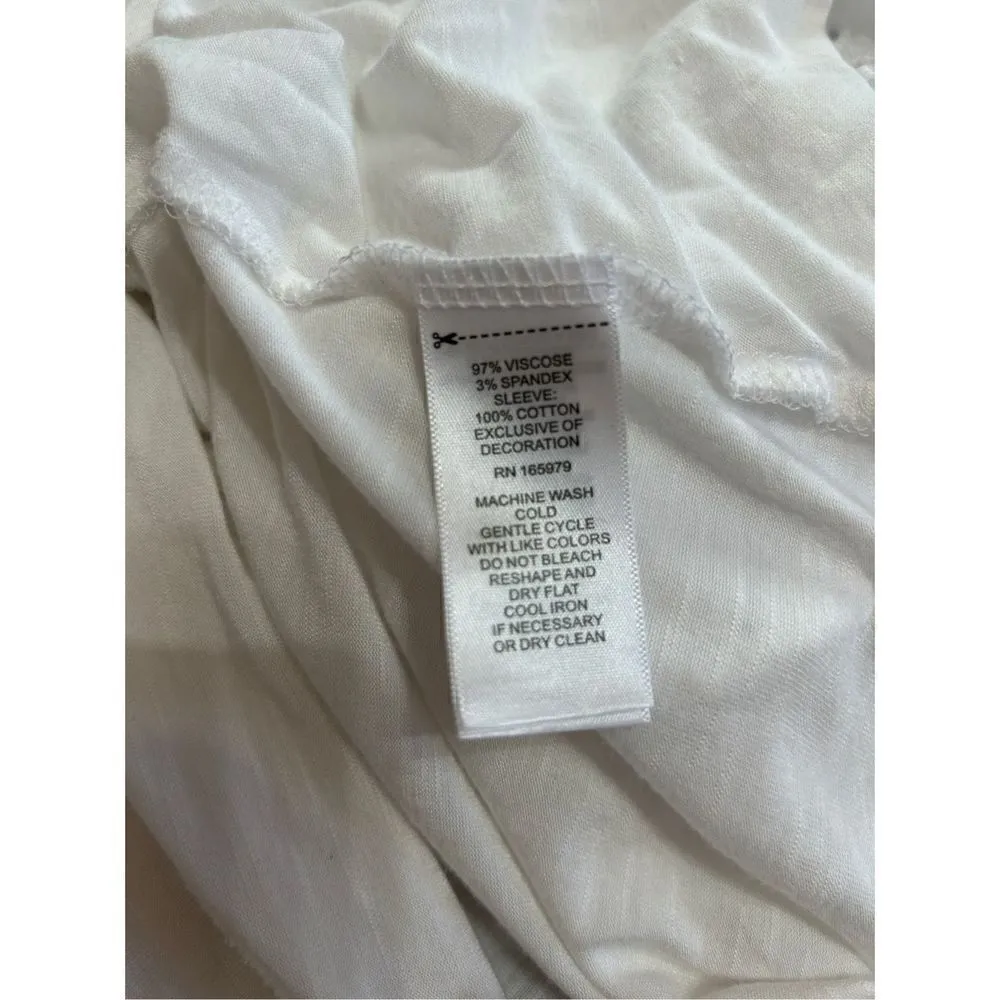 97% VISCOSE
3% SPANDEX
SLEEVE:
100% COTTON
EXCLUSIVE OF
DECORATION
RN 165979
MACHINE WASH
COLD
GENTLE CYCLE
WITH LIKE COLORS
DO NOT BLEACH
RESHAPE AND
DRY FLAT
COOL IRON
IF NECESSARY
OR DRY CLEAN